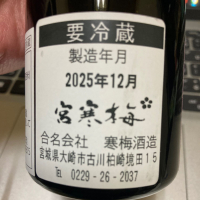 要冷蔵
製造年月
2025年12月
宮寒梅
合名会社 寒梅酒造
宮城県大崎市古川柏崎境田15
℡ 0229-26-2037